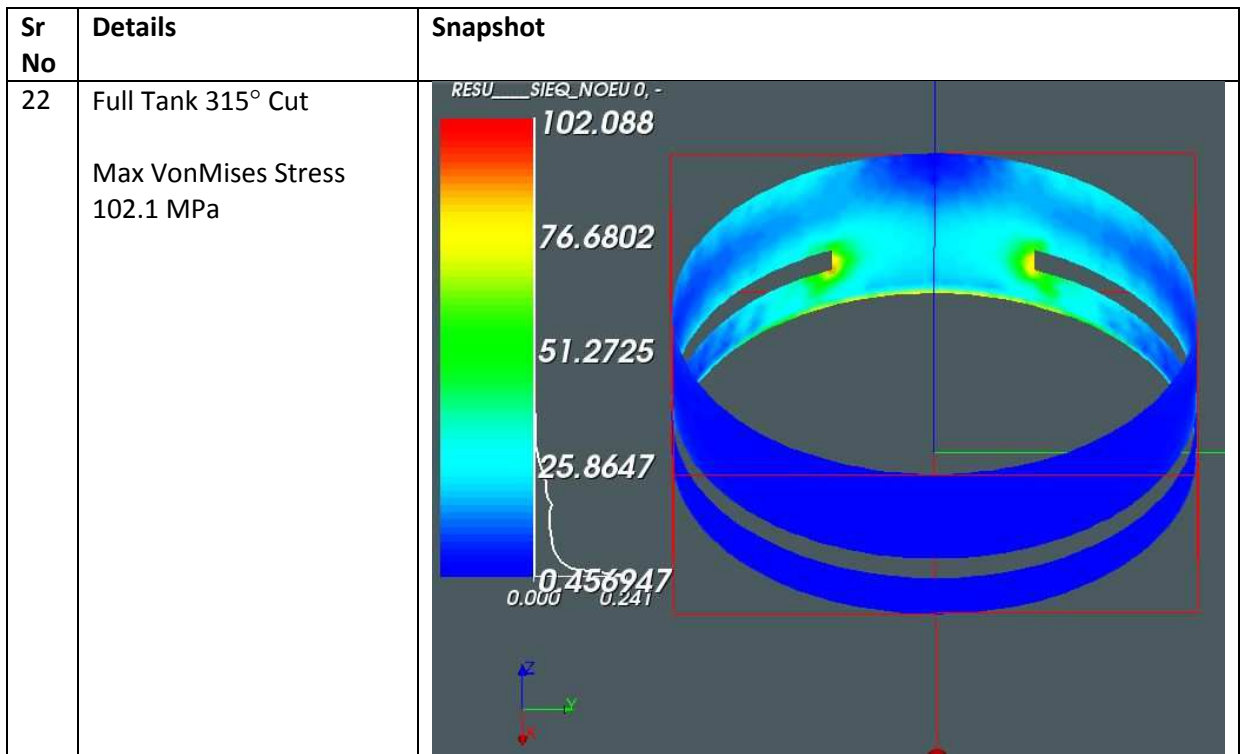 Sr No
Details
Snapshot
22
Full Tank 315° Cut
Max VonMises Stress
102.1 MPa
RESU____SIEQ_NOEU 0, -
102.088
76.6802
51.2725
25.8647
0.456947
0.000 0.241
Z
Y
X